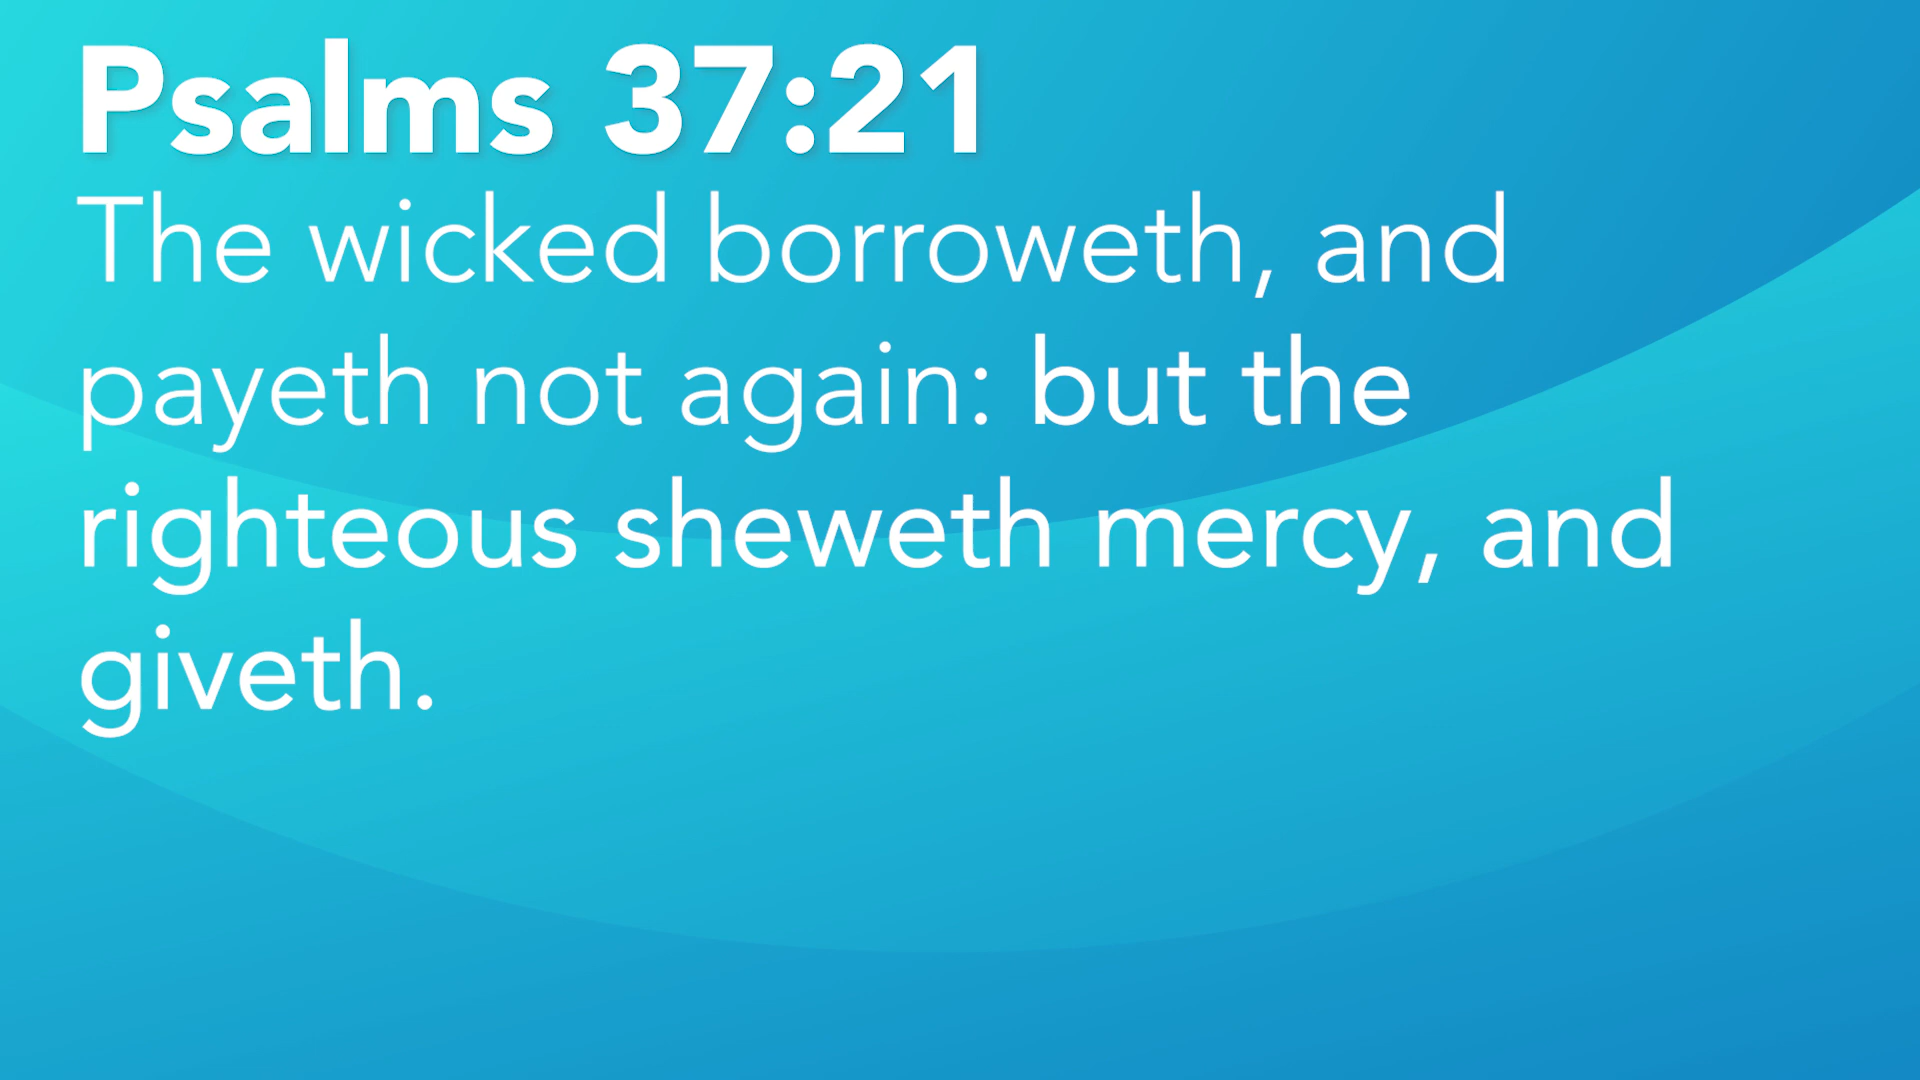 Psalms 37:21
The wicked borroweth, and
payeth not again: but the
righteous sheweth mercy, and
giveth.